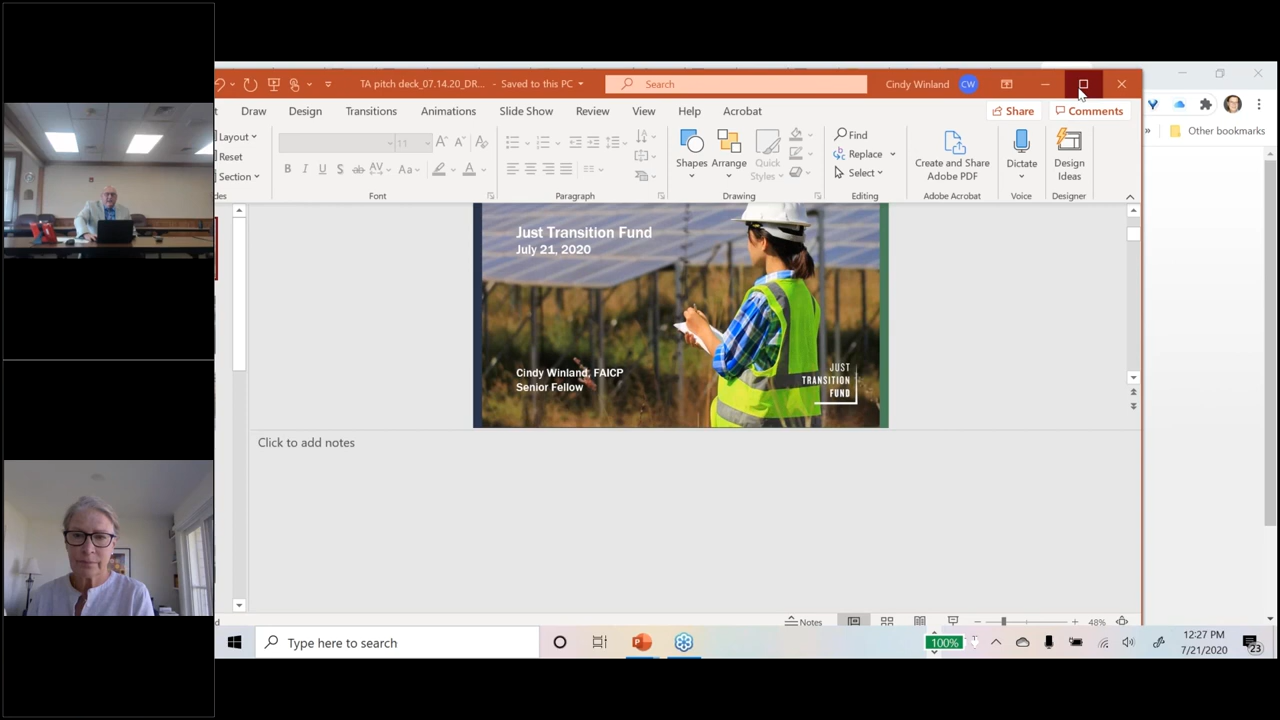 TA pitch deck_07.14.20_DR... - Saved to this PC
Search
Cindy Winland CW
Draw Design Transitions Animations Slide Show Review View Help Acrobat
Share Comments
Other bookmarks
Layout
Reset
Section
11
B I U S ab AV Aa A
Font
Paragraph
Shapes
Arrange
Quick
Styles
Drawing
Find
Replace
Select
Editing
Create and Share
Adobe PDF
Adobe Acrobat
Dictate
Voice
Design
Ideas
Designer
Just Transition Fund
July 21, 2020
Cindy Winland, FAICP
Senior Fellow
JUST
TRANSITION
FUND
Click to add notes
Notes
48%
Type here to search
100%
12:27 PM
7/21/2020
23